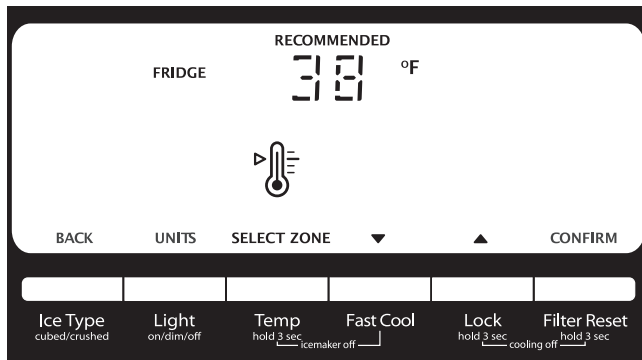 RECOMMENDED
FRIDGE 38 °F
BACK UNITS SELECT ZONE ▼ ▲ CONFIRM
Ice Type Light Temp Fast Cool Lock Filter Reset
cubed/crushed on/dim/off hold 3 sec hold 3 sec hold 3 sec
icemaker off cooling off